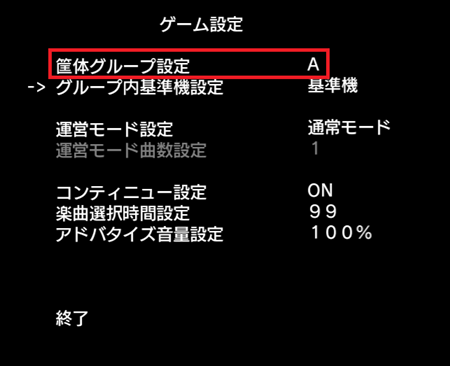 ゲーム設定
筐体グループ設定 A
-> グループ内基準機設定 基準機
運営モード設定 通常モード
運営モード曲数設定 1
コンティニュー設定 ON
楽曲選択時間設定 99
アドバタイズ音量設定 100%
終了